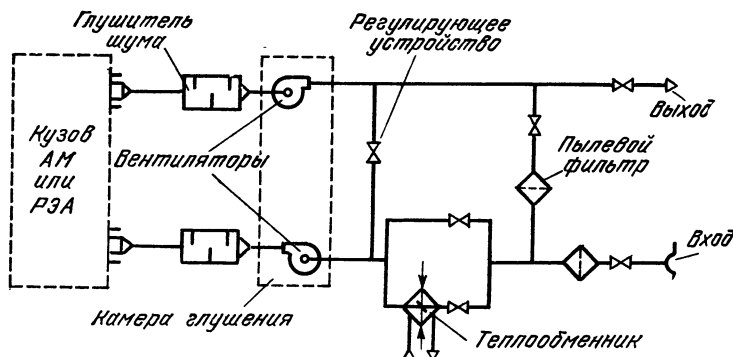 Глушитель
шума
Регулирующее
устройство
Выход
Кузов
АМ
или
РЭА
Вентиляторы
Пылевой
фильтр
Вход
Камера глушения
Теплообменник